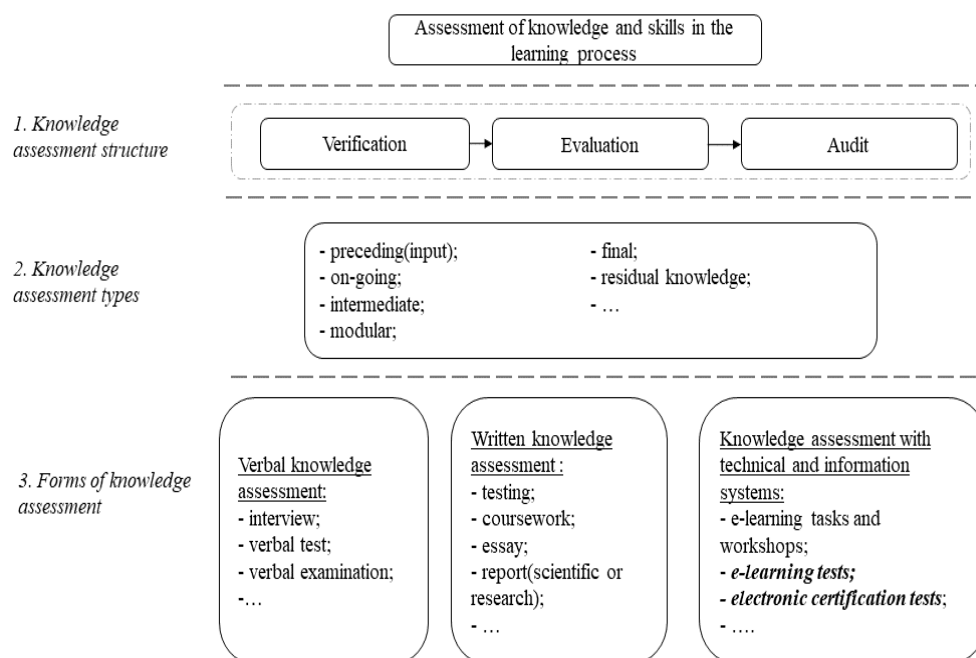 Assessment of knowledge and skills in the
learning process
1. Knowledge
assessment structure
Verification
Evaluation
Audit
2. Knowledge
assessment types
- preceding(input);
- on-going;
- intermediate;
- modular;
- final;
- residual knowledge;
- …
3. Forms of knowledge
assessment
Verbal knowledge
assessment:
- interview;
- verbal test;
- verbal examination;
-…
Written knowledge
assessment :
- testing;
- coursework;
- essay;
- report(scientific or
research);
- …
Knowledge assessment with
technical and information
systems:
- e-learning tasks and
workshops;
- e-learning tests;
- electronic certification tests;
- ….